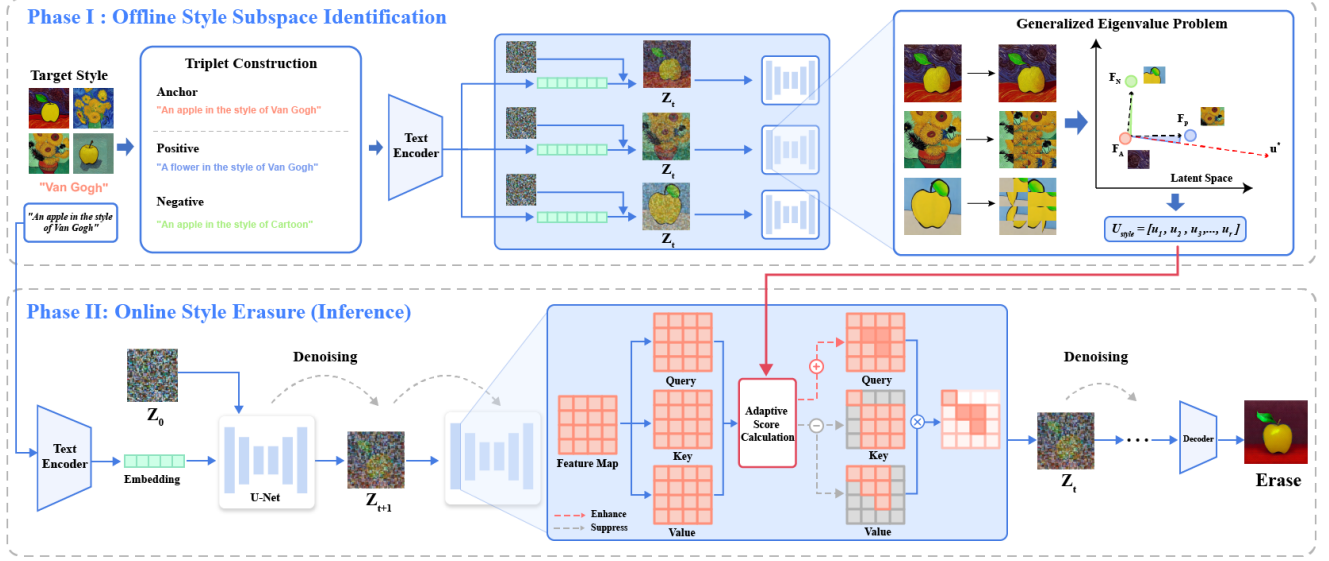 Phase I : Offline Style Subspace Identification
Target Style
"Van Gogh"
"An apple in the style
of Van Gogh"
Triplet Construction
Anchor
"An apple in the style of Van Gogh"
Positive
"A flower in the style of Van Gogh"
Negative
"An apple in the style of Cartoon"
Text
Encoder
Z_t
Z_t
Z_t
Generalized Eigenvalue Problem
F_N
F_P
F_A
u*
Latent Space
U_style = [u_1 , u_2 , u_3,..., u_r ]
Phase II: Online Style Erasure (Inference)
Text
Encoder
Z_0
Embedding
Denoising
U-Net
Z_t+1
Feature Map
Query
Key
Value
Enhance
Suppress
Adaptive
Score
Calculation
Query
Key
Value
Denoising
Z_t
Decoder
Erase